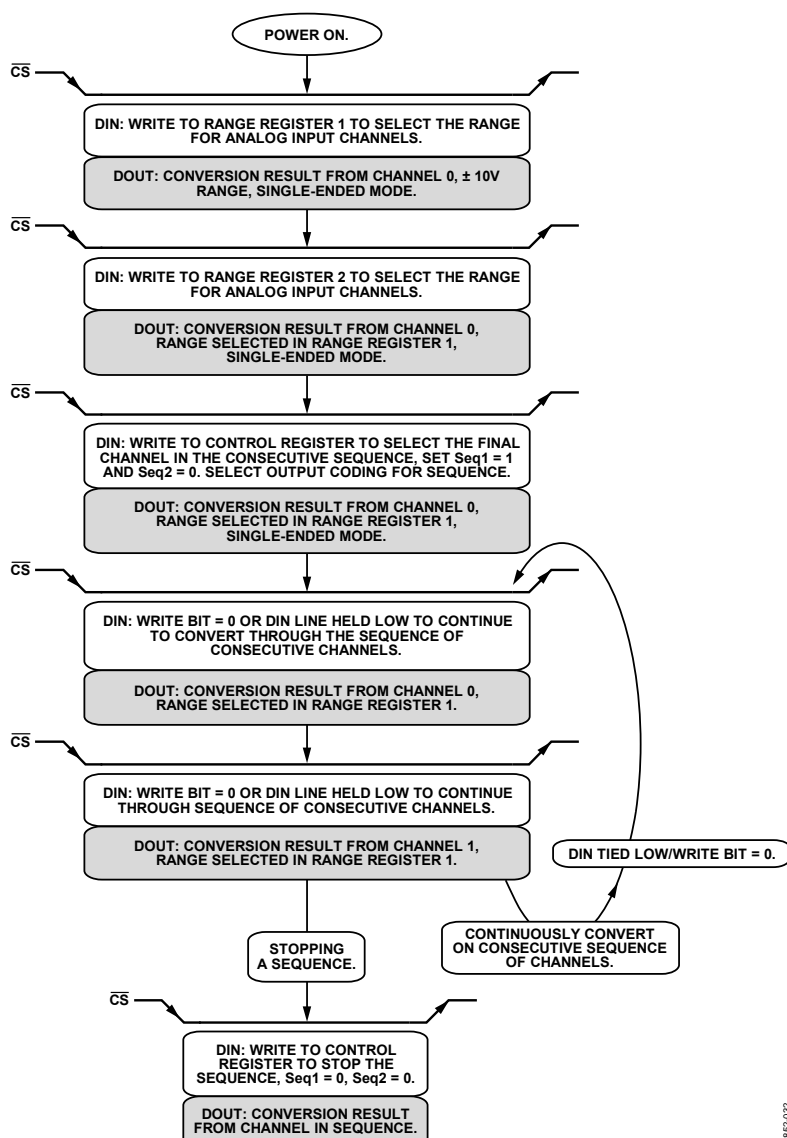 POWER ON.
CS
DIN: WRITE TO RANGE REGISTER 1 TO SELECT THE RANGE
FOR ANALOG INPUT CHANNELS.
DOUT: CONVERSION RESULT FROM CHANNEL 0, ± 10V
RANGE, SINGLE-ENDED MODE.
CS
DIN: WRITE TO RANGE REGISTER 2 TO SELECT THE RANGE
FOR ANALOG INPUT CHANNELS.
DOUT: CONVERSION RESULT FROM CHANNEL 0,
RANGE SELECTED IN RANGE REGISTER 1,
SINGLE-ENDED MODE.
CS
DIN: WRITE TO CONTROL REGISTER TO SELECT THE FINAL
CHANNEL IN THE CONSECUTIVE SEQUENCE, SET Seq1 = 1
AND Seq2 = 0. SELECT OUTPUT CODING FOR SEQUENCE.
DOUT: CONVERSION RESULT FROM CHANNEL 0,
RANGE SELECTED IN RANGE REGISTER 1,
SINGLE-ENDED MODE.
CS
DIN: WRITE BIT = 0 OR DIN LINE HELD LOW TO CONTINUE
TO CONVERT THROUGH THE SEQUENCE OF
CONSECUTIVE CHANNELS.
DOUT: CONVERSION RESULT FROM CHANNEL 0,
RANGE SELECTED IN RANGE REGISTER 1.
CS
DIN: WRITE BIT = 0 OR DIN LINE HELD LOW TO CONTINUE
THROUGH SEQUENCE OF CONSECUTIVE CHANNELS.
DOUT: CONVERSION RESULT FROM CHANNEL 1,
RANGE SELECTED IN RANGE REGISTER 1.
DIN TIED LOW/WRITE BIT = 0.
STOPPING
A SEQUENCE.
CONTINUOUSLY CONVERT
ON CONSECUTIVE SEQUENCE
OF CHANNELS.
CS
DIN: WRITE TO CONTROL
REGISTER TO STOP THE
SEQUENCE, Seq1 = 0, Seq2 = 0.
DOUT: CONVERSION RESULT
FROM CHANNEL IN SEQUENCE.